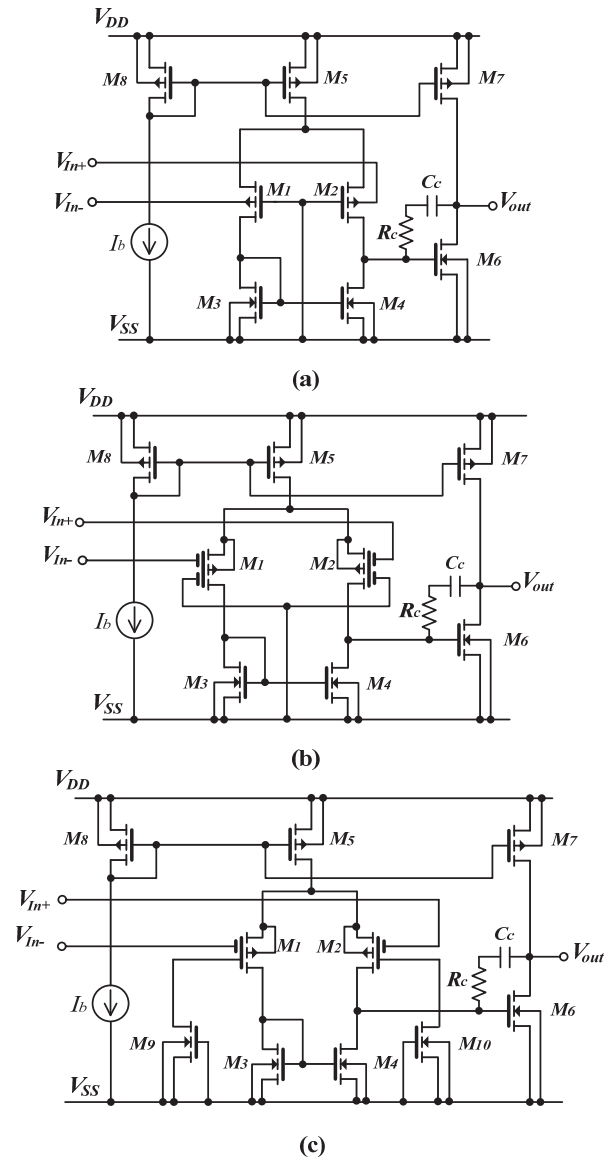 VDD
M8
M5
M7
VIn+
VIn-
M1
M2
Cc
Vout
Rc
Ib
M6
M3
M4
VSS
(a)
VDD
M8
M5
M7
VIn+
VIn-
M1
M2
Cc
Vout
Rc
Ib
M6
M3
M4
VSS
(b)
VDD
M8
M5
M7
VIn+
VIn-
M1
M2
Cc
Vout
Rc
Ib
M6
M9
M3
M4
M10
VSS
(c)